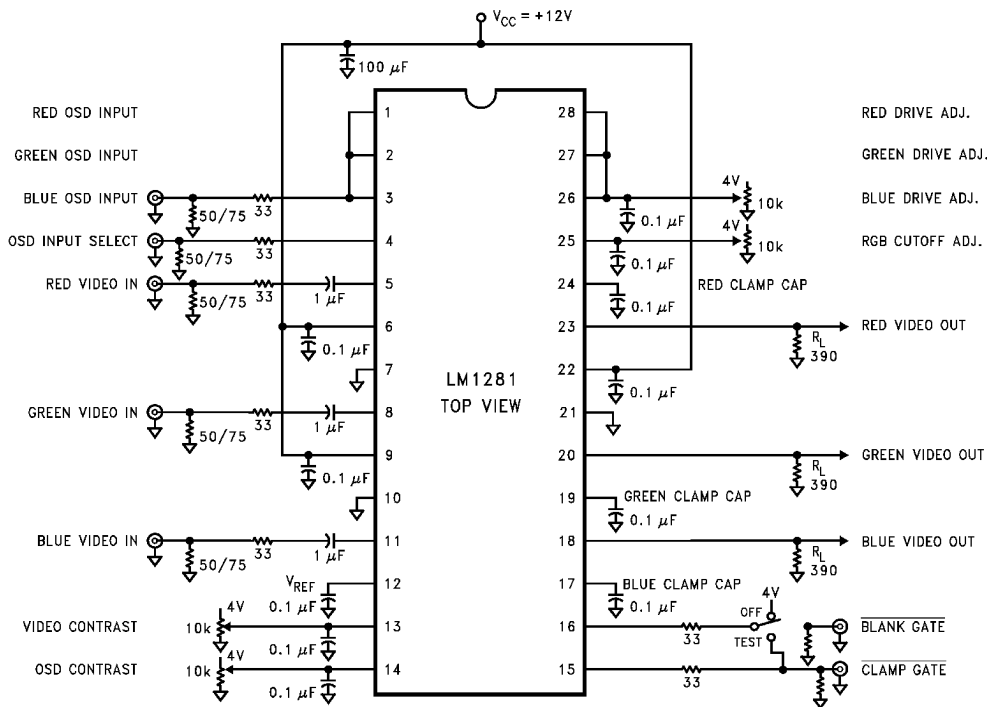 V_CC = +12V
100 µF
RED OSD INPUT
1
28
RED DRIVE ADJ.
GREEN OSD INPUT
2
27
GREEN DRIVE ADJ.
BLUE OSD INPUT
50/75
33
3
26
0.1 µF
4V
10k
BLUE DRIVE ADJ.
OSD INPUT SELECT
50/75
33
4
25
0.1 µF
4V
10k
RGB CUTOFF ADJ.
RED VIDEO IN
50/75
33
1 µF
5
24
0.1 µF
RED CLAMP CAP
0.1 µF
6
23
R_L
390
RED VIDEO OUT
7
LM1281
TOP VIEW
22
0.1 µF
GREEN VIDEO IN
50/75
33
1 µF
8
21
0.1 µF
9
20
R_L
390
GREEN VIDEO OUT
10
19
GREEN CLAMP CAP
0.1 µF
BLUE VIDEO IN
50/75
33
1 µF
11
18
R_L
390
BLUE VIDEO OUT
V_REF
0.1 µF
12
17
BLUE CLAMP CAP
0.1 µF
VIDEO CONTRAST
10k
4V
0.1 µF
13
16
33
OFF
4V
TEST
BLANK GATE
OSD CONTRAST
10k
4V
0.1 µF
14
15
33
CLAMP GATE